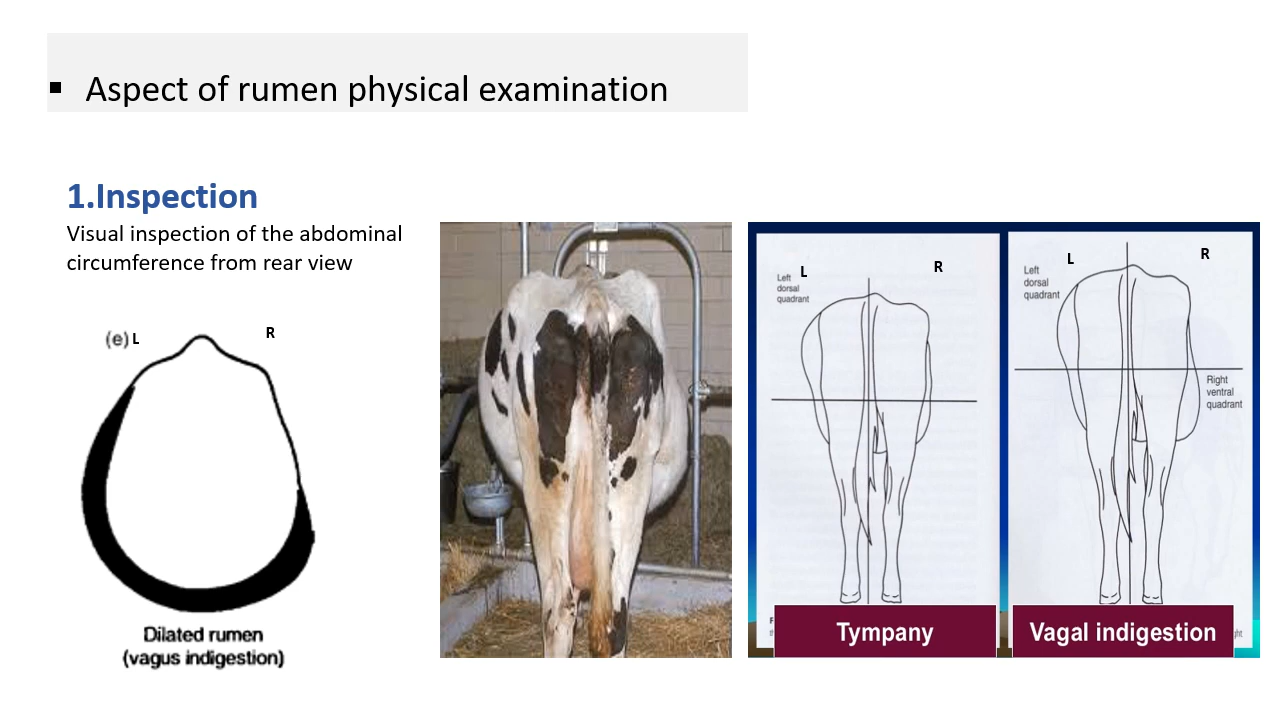 ▪ Aspect of rumen physical examination
1.Inspection
Visual inspection of the abdominal
circumference from rear view
(e) L
R
Dilated rumen
(vagus indigestion)
L
R
Left
dorsal
quadrant
Tympany
L
R
Left
dorsal
quadrant
Right
ventral
quadrant
Vagal indigestion